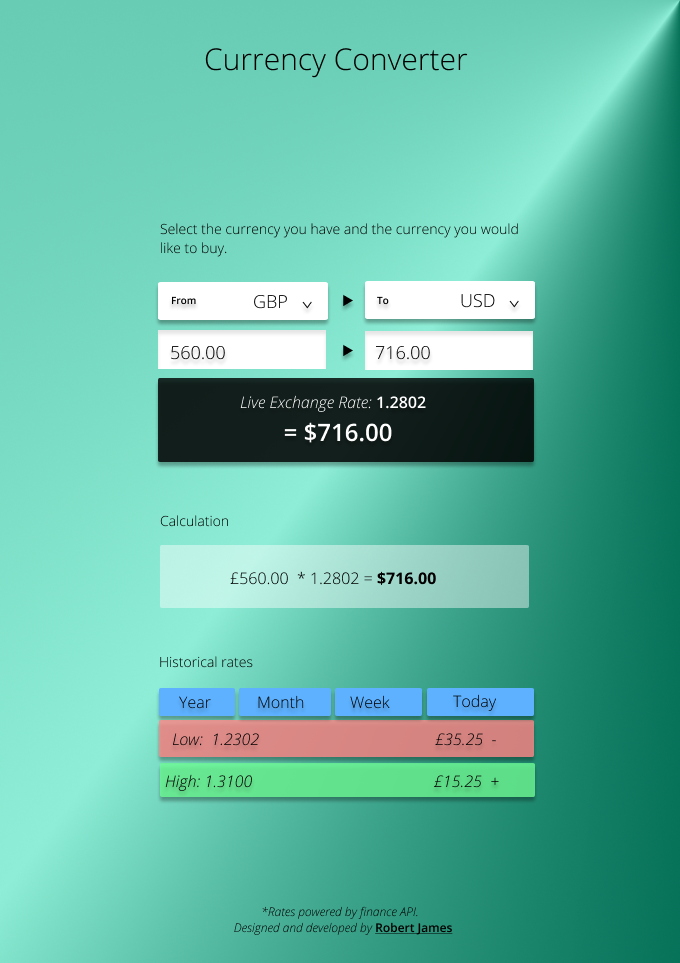 Currency Converter
Select the currency you have and the currency you would
like to buy.
From GBP To USD
560.00 716.00
Live Exchange Rate: 1.2802
= $716.00
Calculation
£560.00 * 1.2802 = $716.00
Historical rates
Year Month Week Today
Low: 1.2302 £35.25 -
High: 1.3100 £15.25 +
*Rates powered by finance API.
Designed and developed by Robert James